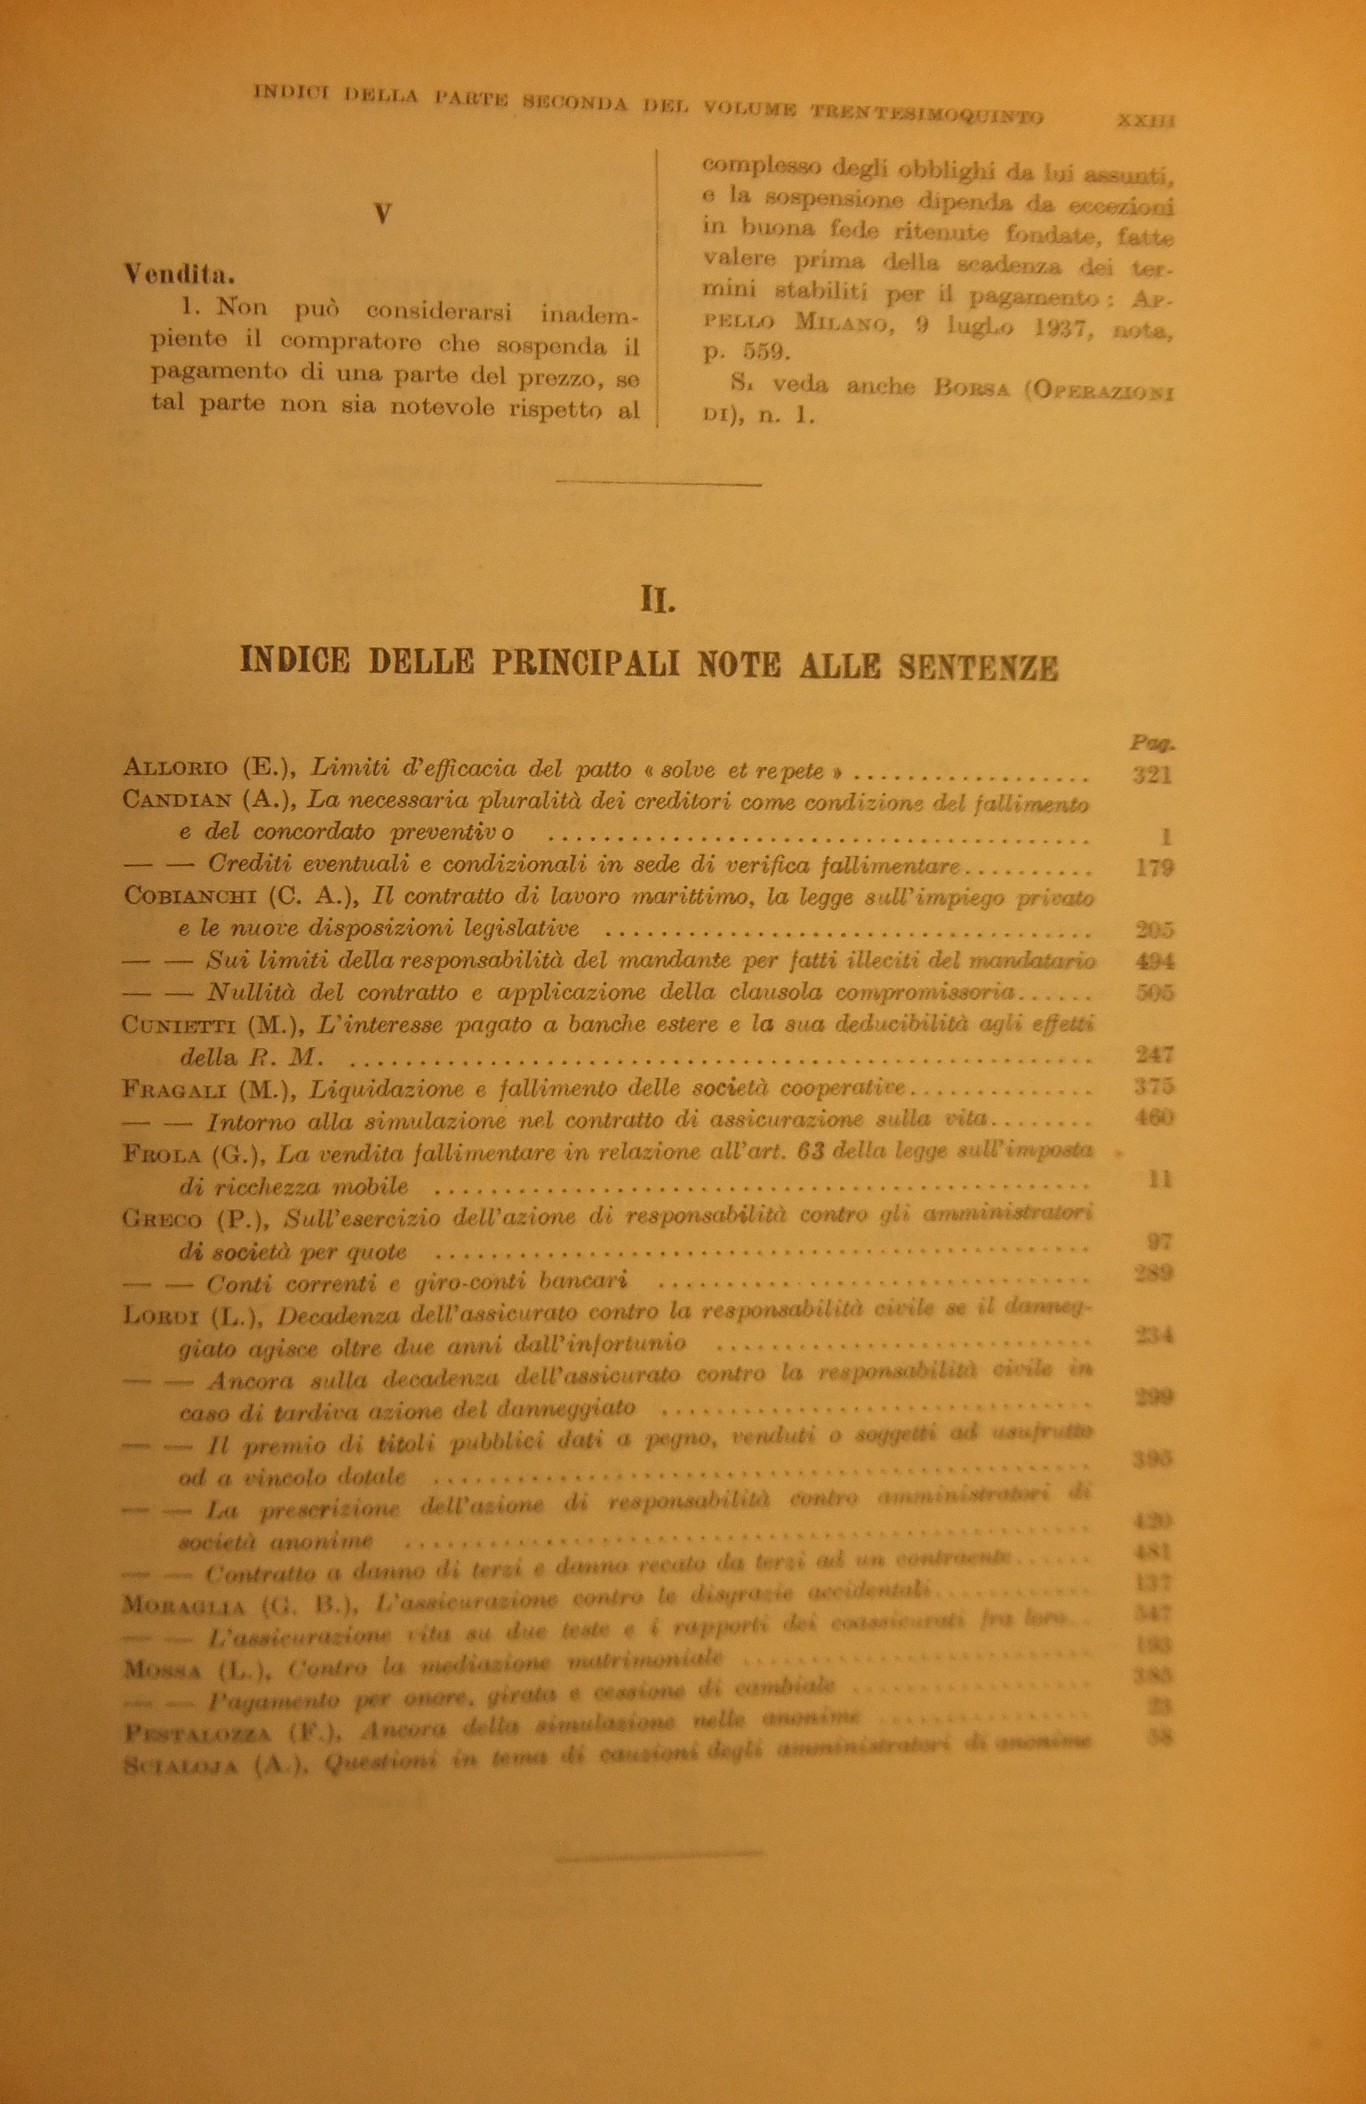 INDICI DELLA PARTE SECONDA DEL VOLUME TRENTESIMOQUINTO XXIII
V
Vendita.
1. Non può considerarsi inadem-
piente il compratore che sospenda il
pagamento di una parte del prezzo, se
tal parte non sia notevole rispetto al
complesso degli obblighi da lui assunti,
e la sospensione dipenda da eccezioni
in buona fede ritenute fondate, fatte
valere prima della scadenza dei ter-
mini stabiliti per il pagamento: AP-
PELLO MILANO, 9 luglio 1937, nota,
p. 559.
Si veda anche BORSA (OPERAZIONI
DI), n. 1.
II.
INDICE DELLE PRINCIPALI NOTE ALLE SENTENZE
Pag.
ALLORIO (E.), Limiti d'efficacia del patto « solve et repete » .................. 321
CANDIAN (A.), La necessaria pluralità dei creditori come condizione del fallimento
e del concordato preventivo .................. 1
— — Crediti eventuali e condizionali in sede di verifica fallimentare.......... 179
COBIANCHI (C. A.), Il contratto di lavoro marittimo, la legge sull'impiego privato
e le nuove disposizioni legislative .................. 205
— — Sui limiti della responsabilità del mandante per fatti illeciti del mandatario 494
— — Nullità del contratto e applicazione della clausola compromissoria...... 505
CUNIETTI (M.), L'interesse pagato a banche estere e la sua deducibilità agli effetti
della R. M. .................. 247
FRAGALI (M.), Liquidazione e fallimento delle società cooperative.............. 375
— — Intorno alla simulazione nel contratto di assicurazione sulla vita........ 460
FROLA (G.), La vendita fallimentare in relazione all'art. 63 della legge sull'imposta
di ricchezza mobile .................. 11
GRECO (P.), Sull'esercizio dell'azione di responsabilità contro gli amministratori
di società per quote .................. 97
— — Conti correnti e giro-conti bancari .................. 289
LORDI (L.), Decadenza dell'assicurato contro la responsabilità civile se il danneg-
giato agisce oltre due anni dall'infortunio .................. 234
— — Ancora sulla decadenza dell'assicurato contro la responsabilità civile in
caso di tardiva azione del danneggiato .................. 299
— — Il premio di titoli pubblici dati a pegno, venduti o soggetti ad usufrutto
od a vincolo dotale .................. 395
— — La prescrizione dell'azione di responsabilità contro amministratori di
società anonime .................. 420
— — Contratto a danno di terzi e danno recato da terzi ad un contraente...... 481
MORAGLIA (G. B.), L'assicurazione contro le disgrazie accidentali............ 137
— — L'assicurazione vita su due teste e i rapporti dei coassicurati fra loro... 547
MOSSA (L.), Contro la mediazione matrimoniale .................. 193
— — Pagamento per onore, girata e cessione di cambiale .................. 385
PESTALOZZA (F.), Ancora della simulazione nelle anonime .................. 23
SCIALOJA (A.), Questioni in tema di cauzioni degli amministratori di anonime 58